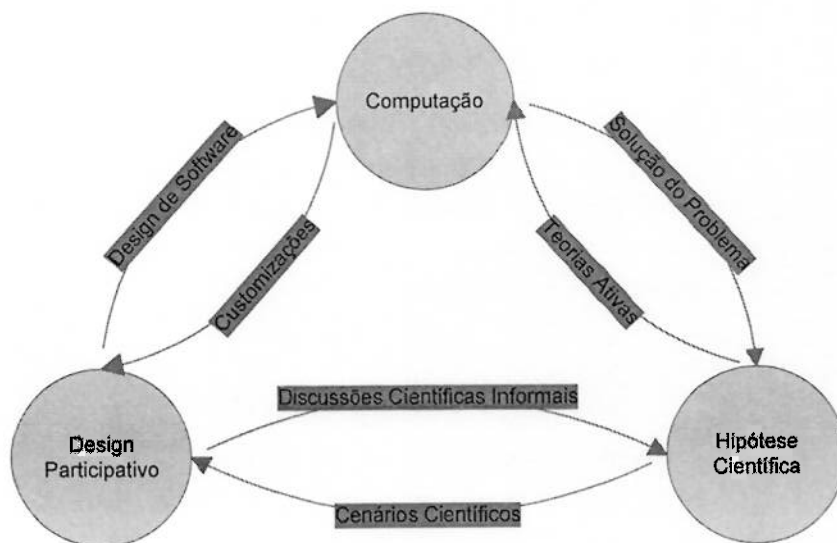 Computação
Design de Software
Solução do Problema
Customizações
Teorias Ativas
Discussões Científicas Informais
Design
Participativo
Hipótese
Científica
Cenários Científicos